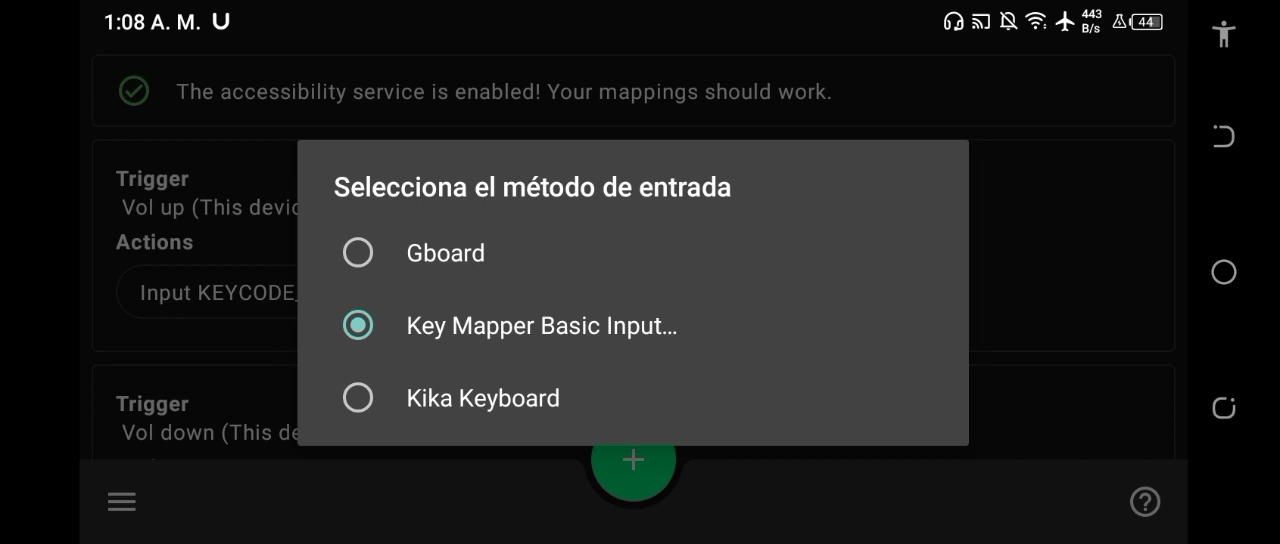 1:08 A. M. U
443
B/s
44
The accessibility service is enabled! Your mappings should work.
Selecciona el método de entrada
Gboard
Key Mapper Basic Input...
Kika Keyboard
Trigger
Vol up (This devic
Actions
Input KEYCODE_
Trigger
Vol down (This de